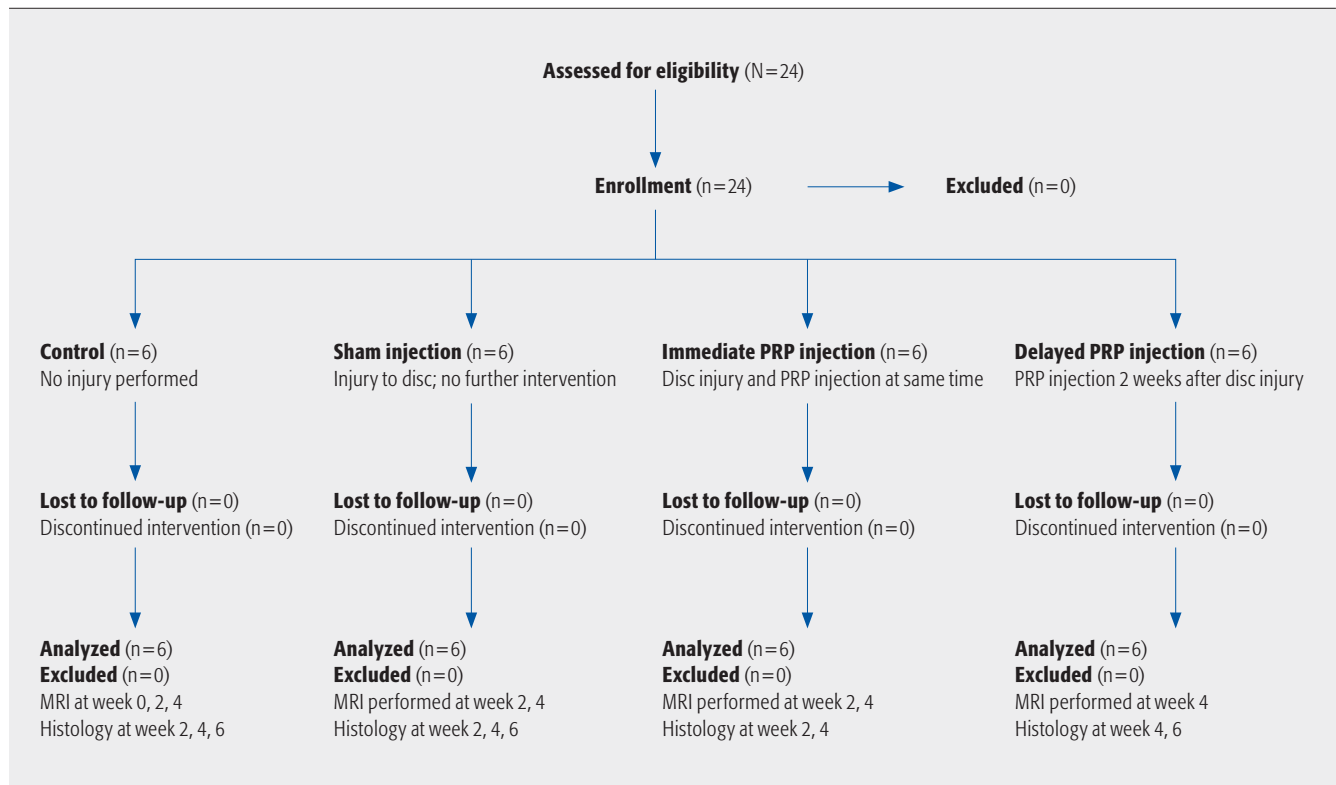 Assessed for eligibility (N=24)
Enrollment (n=24)
Excluded (n=0)
Control (n=6)
No injury performed
Sham injection (n=6)
Injury to disc; no further intervention
Immediate PRP injection (n=6)
Disc injury and PRP injection at same time
Delayed PRP injection (n=6)
PRP injection 2 weeks after disc injury
Lost to follow-up (n=0)
Discontinued intervention (n=0)
Lost to follow-up (n=0)
Discontinued intervention (n=0)
Lost to follow-up (n=0)
Discontinued intervention (n=0)
Lost to follow-up (n=0)
Discontinued intervention (n=0)
Analyzed (n=6)
Excluded (n=0)
MRI at week 0, 2, 4
Histology at week 2, 4, 6
Analyzed (n=6)
Excluded (n=0)
MRI performed at week 2, 4
Histology at week 2, 4, 6
Analyzed (n=6)
Excluded (n=0)
MRI performed at week 2, 4
Histology at week 2, 4
Analyzed (n=6)
Excluded (n=0)
MRI performed at week 4
Histology at week 4, 6